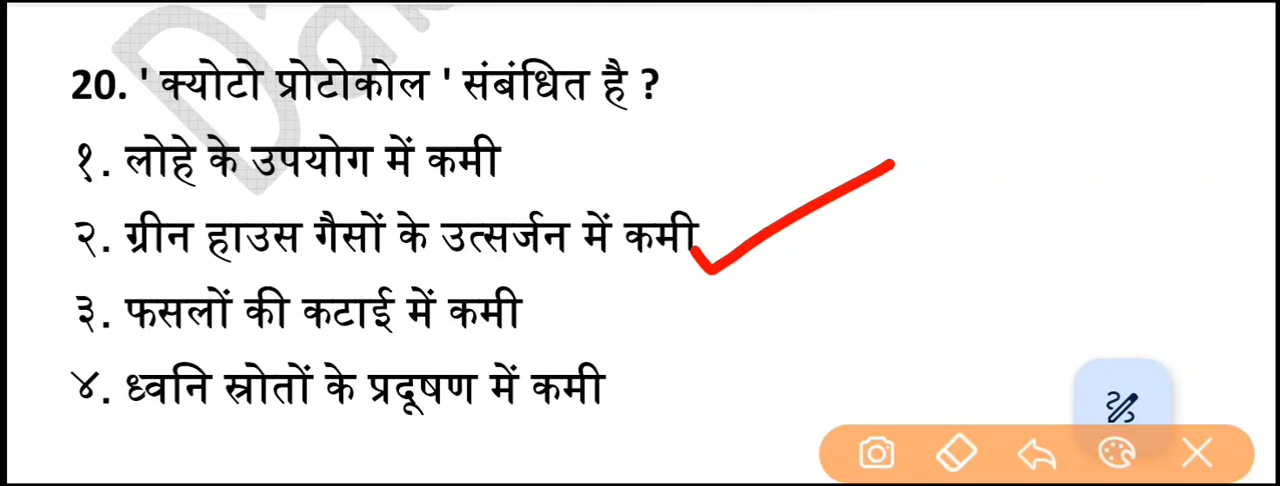 20. ' क्योटो प्रोटोकोल ' संबंधित है ?
१. लोहे के उपयोग में कमी
२. ग्रीन हाउस गैसों के उत्सर्जन में कमी
३. फसलों की कटाई में कमी
४. ध्वनि स्रोतों के प्रदूषण में कमी